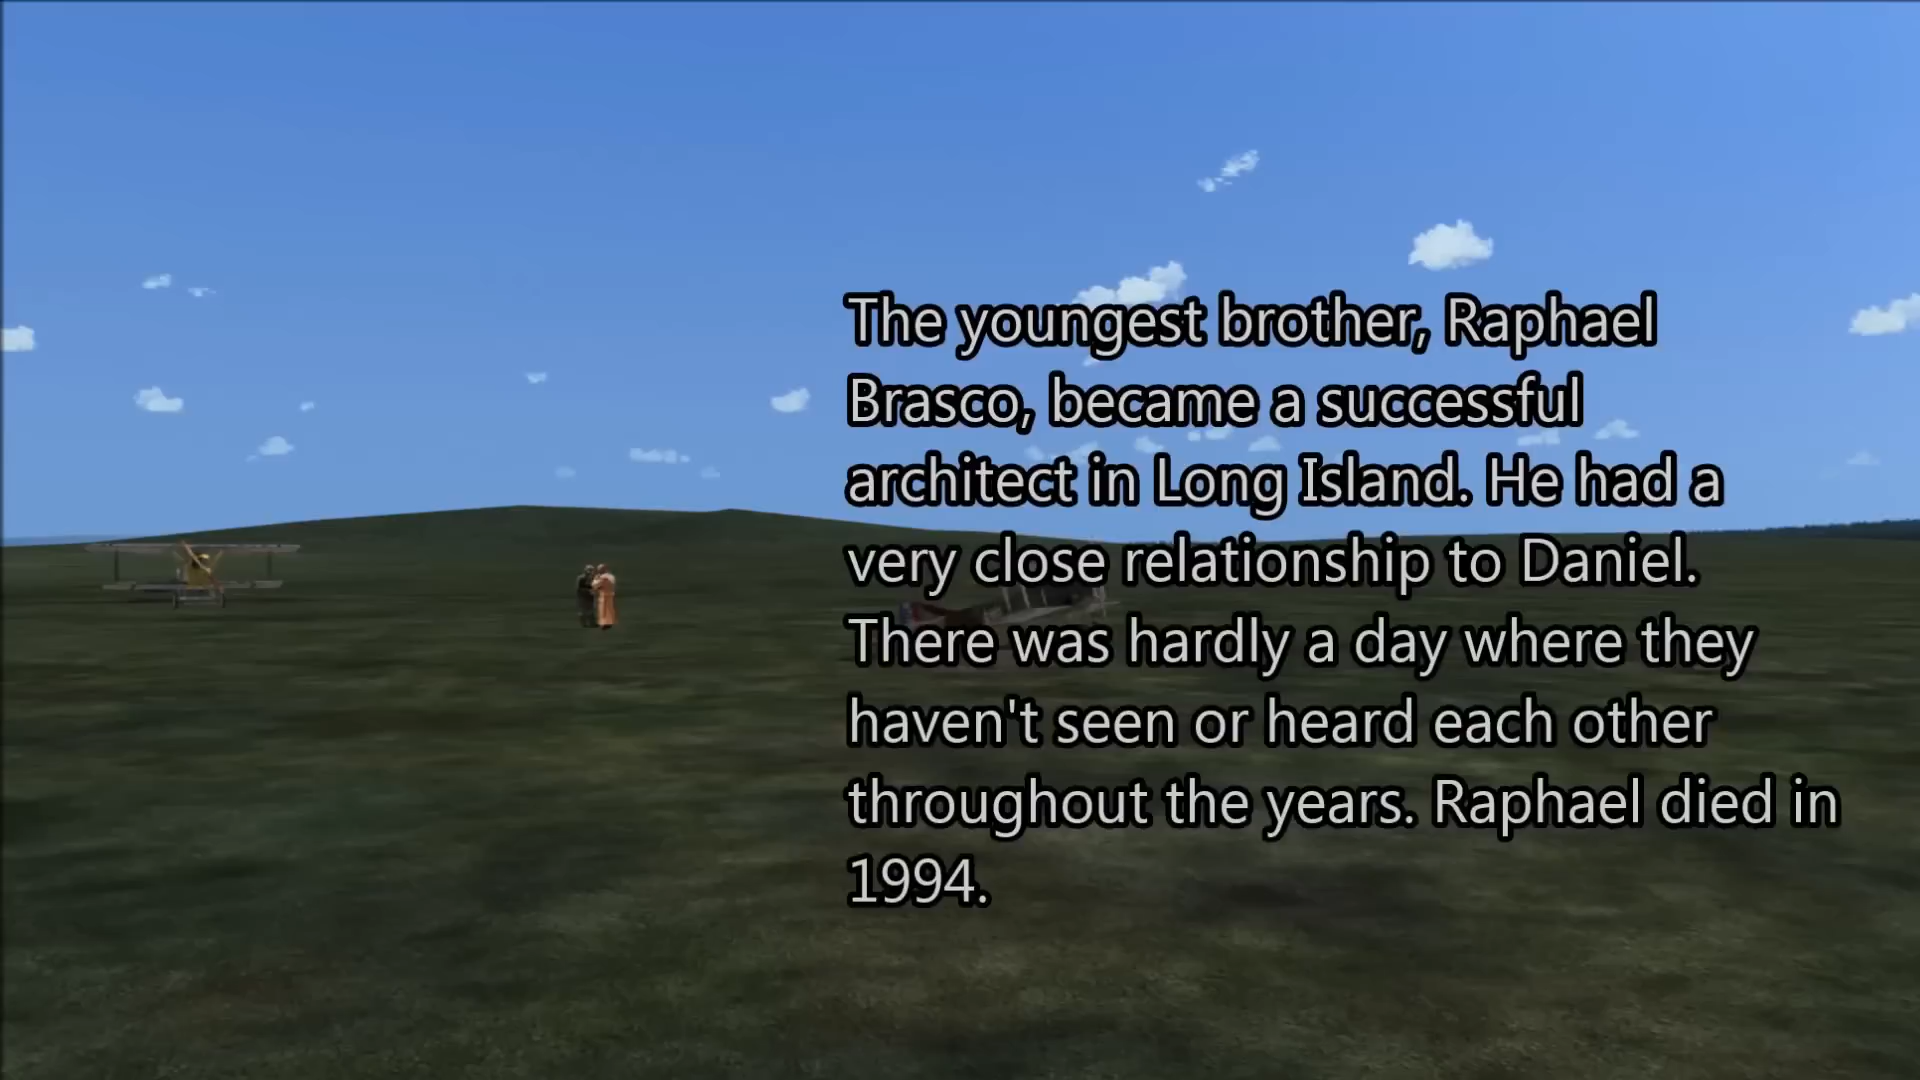 The youngest brother, Raphael
Brasco, became a successful
architect in Long Island. He had a
very close relationship to Daniel.
There was hardly a day where they
haven't seen or heard each other
throughout the years. Raphael died in
1994.